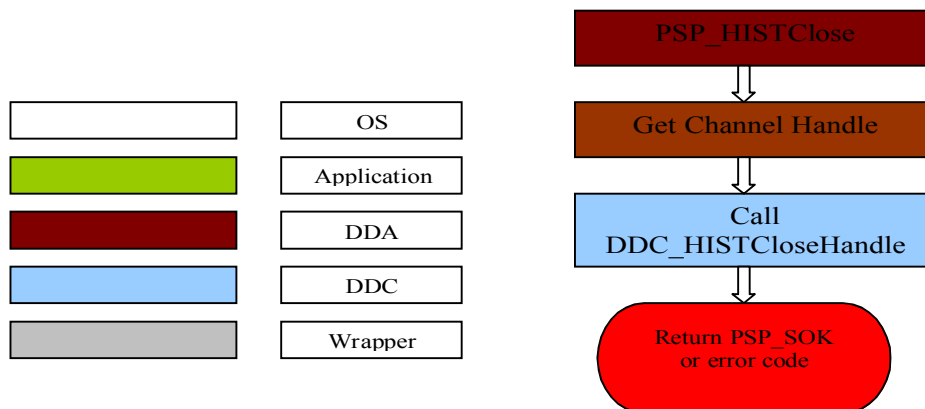 OS
Application
DDA
DDC
Wrapper
PSP_HISTClose
Get Channel Handle
Call
DDC_HISTCloseHandle
Return PSP_SOK
or error code